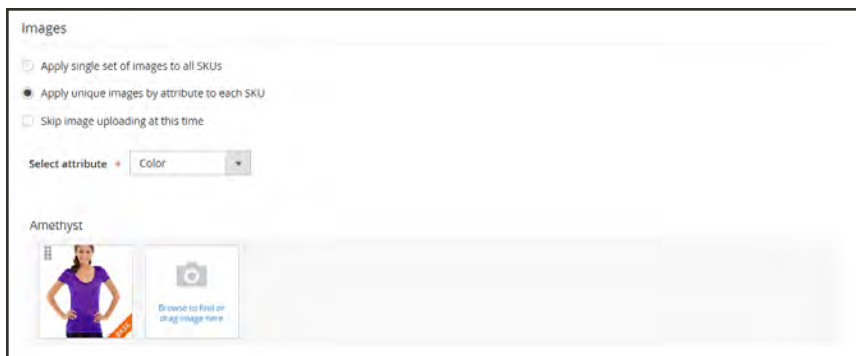 Images
Apply single set of images to all SKUs
Apply unique images by attribute to each SKU
Skip image uploading at this time
Select attribute *
Color
Amethyst
BASE
Browse to find or
drag image here